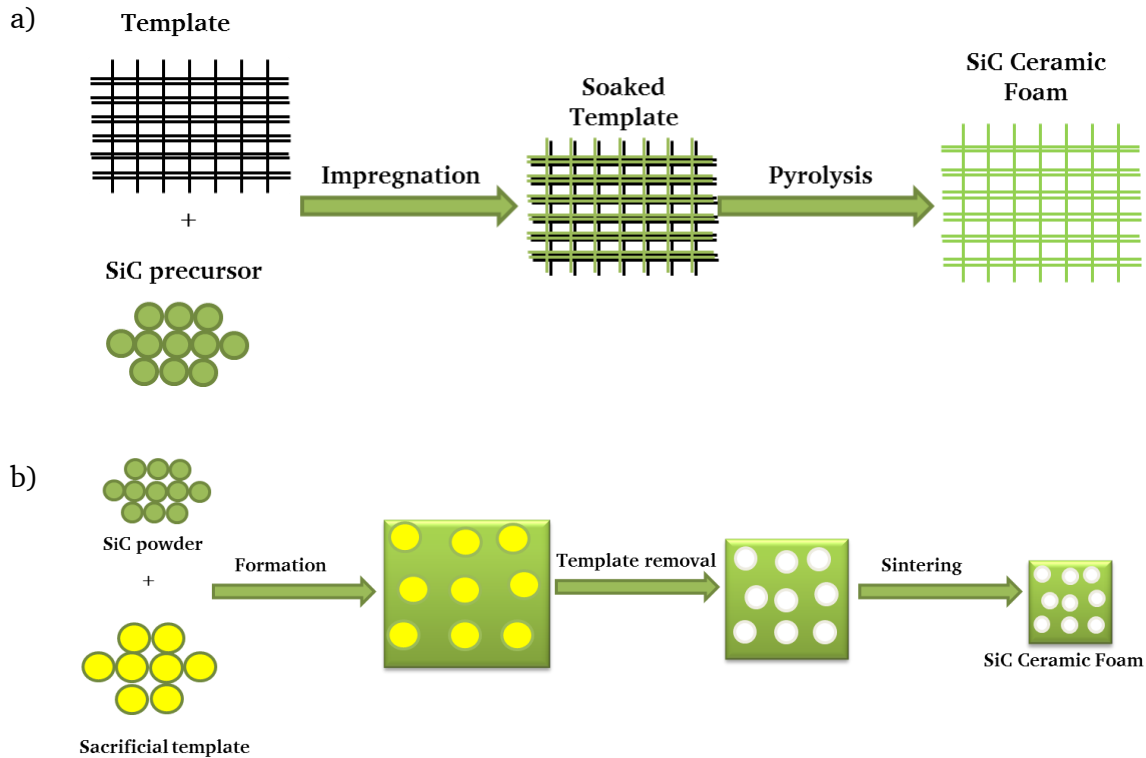 a)
Template
+
SiC precursor
Impregnation
Soaked
Template
Pyrolysis
SiC Ceramic
Foam
b)
SiC powder
+
Sacrificial template
Formation
Template removal
Sintering
SiC Ceramic Foam